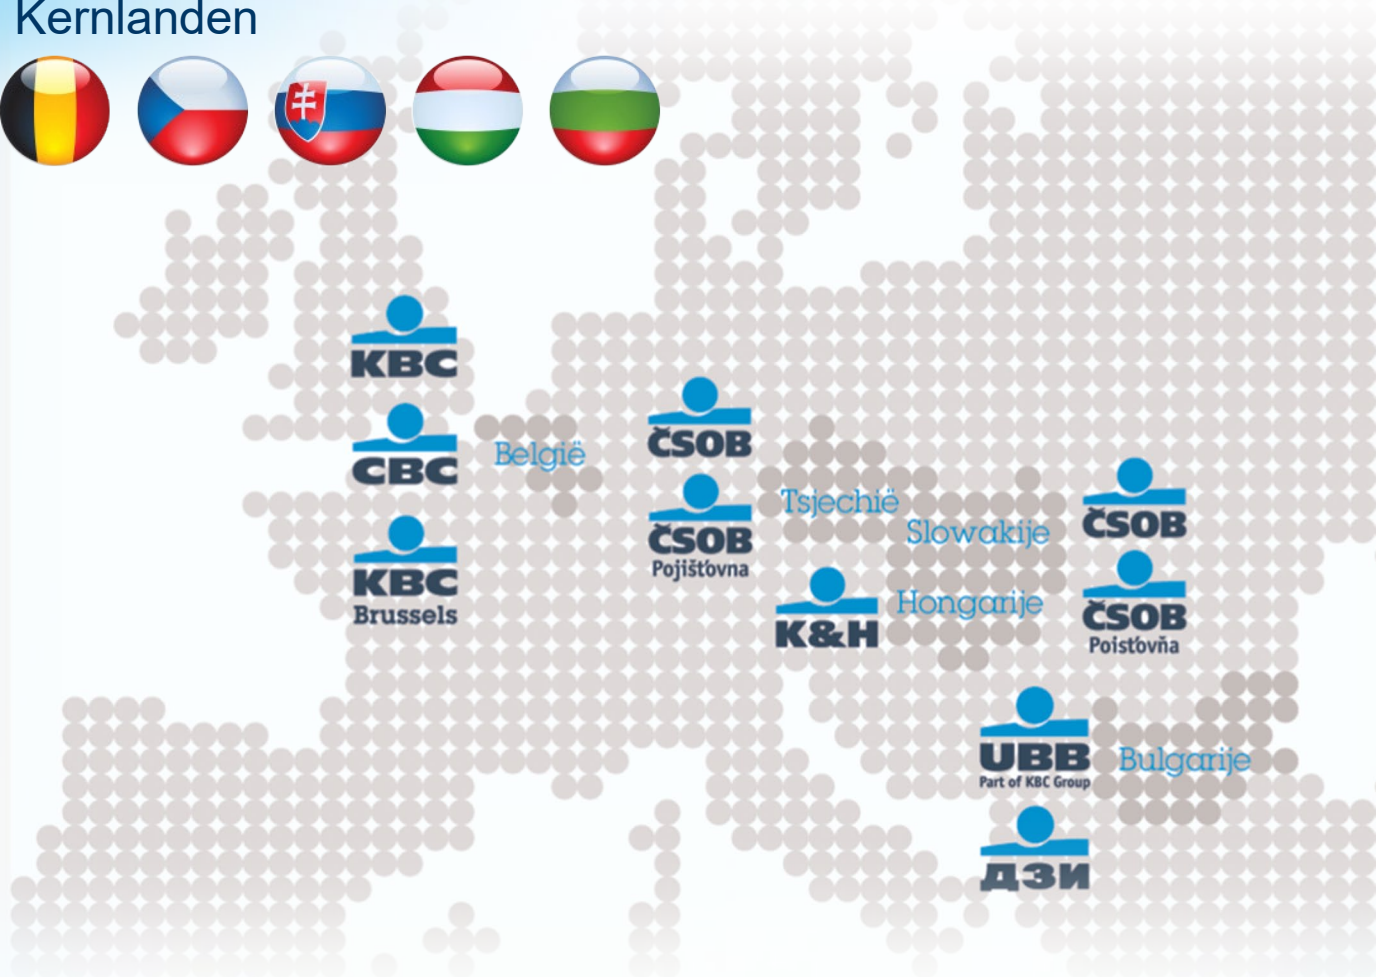 Kernlanden
KBC
CBC
België
KBC
Brussels
ČSOB
ČSOB
Pojišťovna
Tsjechië
Slowakije
ČSOB
ČSOB
Poisťovňa
K&H
Hongarije
UBB
Part of KBC Group
Bulgarije
ДЗИ